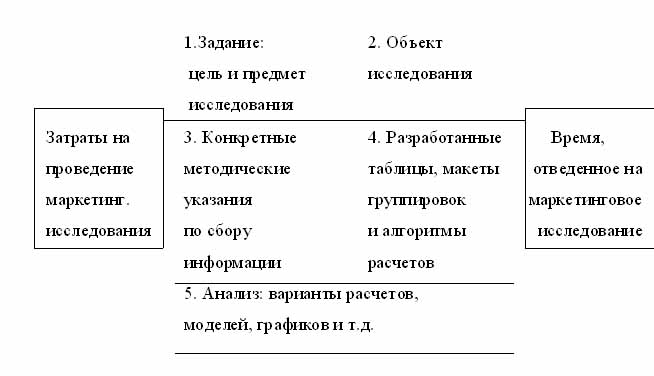 1.Задание:
цель и предмет
исследования
2. Объект
исследования
Затраты на
проведение
маркетинг.
исследования
3. Конкретные
методические
указания
по сбору
информации
4. Разработанные
таблицы, макеты
группировок
и алгоритмы
расчетов
Время,
отведенное на
маркетинговое
исследование
5. Анализ: варианты расчетов,
моделей, графиков и т.д.